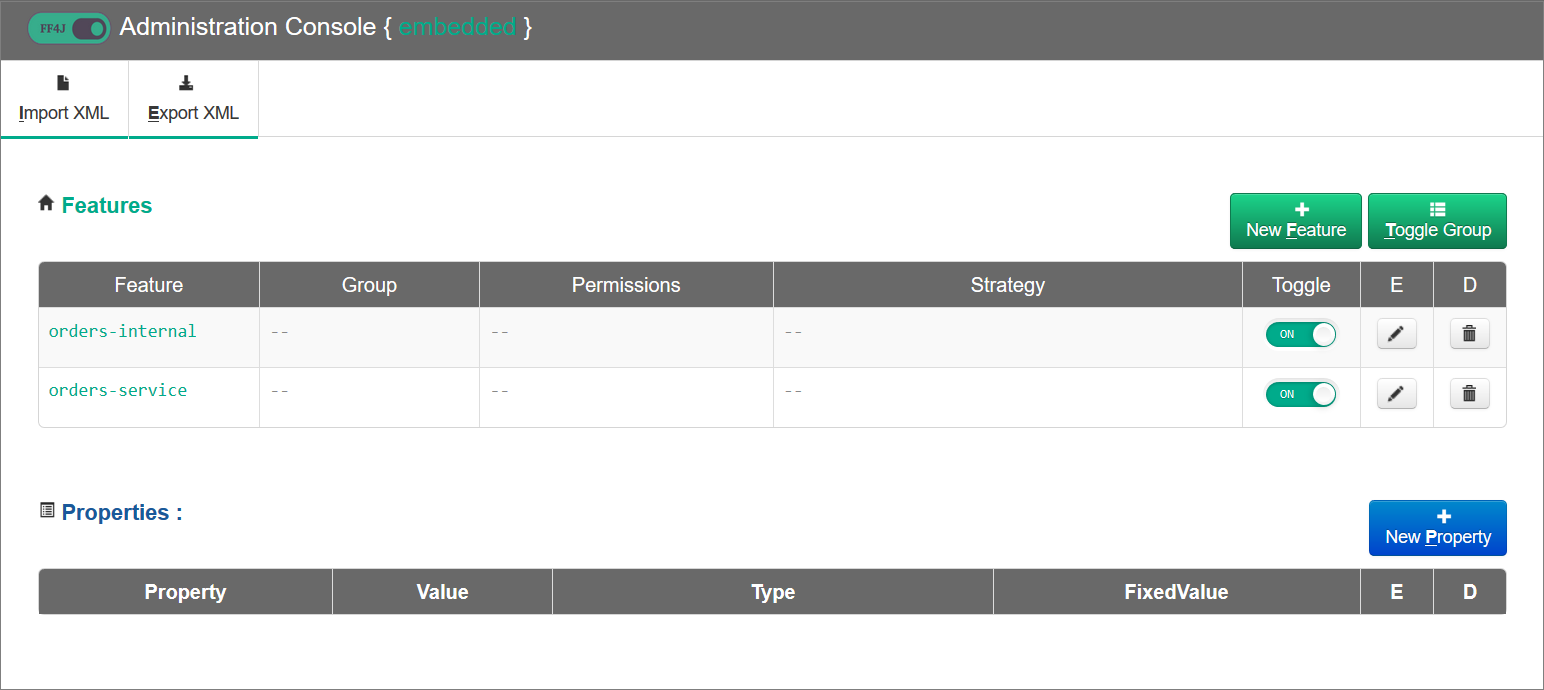 FF4J Administration Console { embedded }
Import XML Export XML
Features
New Feature Toggle Group
Feature Group Permissions Strategy Toggle E D
orders-internal -- -- -- ON
orders-service -- -- -- ON
Properties :
New Property
Property Value Type FixedValue E D